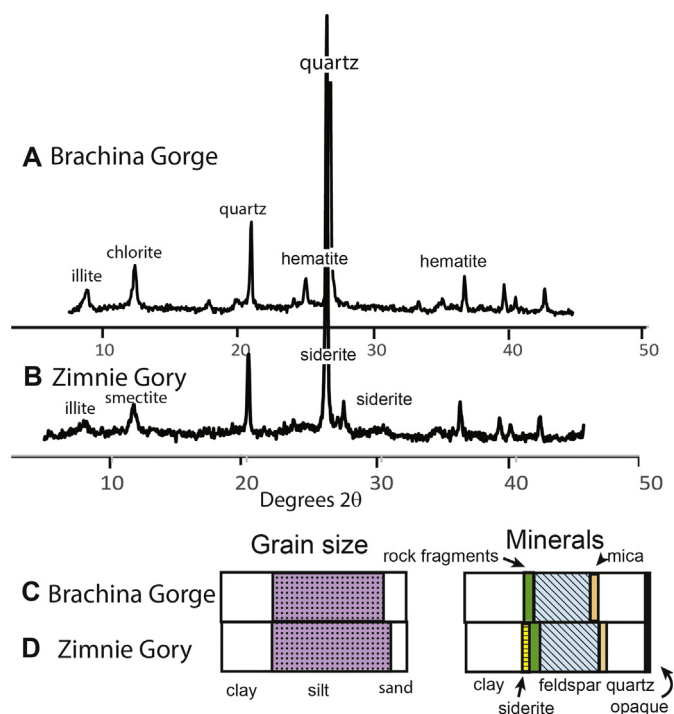 quartz
A Brachina Gorge
quartz
chlorite
hematite
hematite
illite
10 20 30 40 50
siderite
B Zimnie Gory
smectite
siderite
illite
10 20 30 40 50
Degrees 2θ
Grain size Minerals
rock fragments mica
C Brachina Gorge
D Zimnie Gory
clay silt sand clay feldspar quartz
siderite opaque